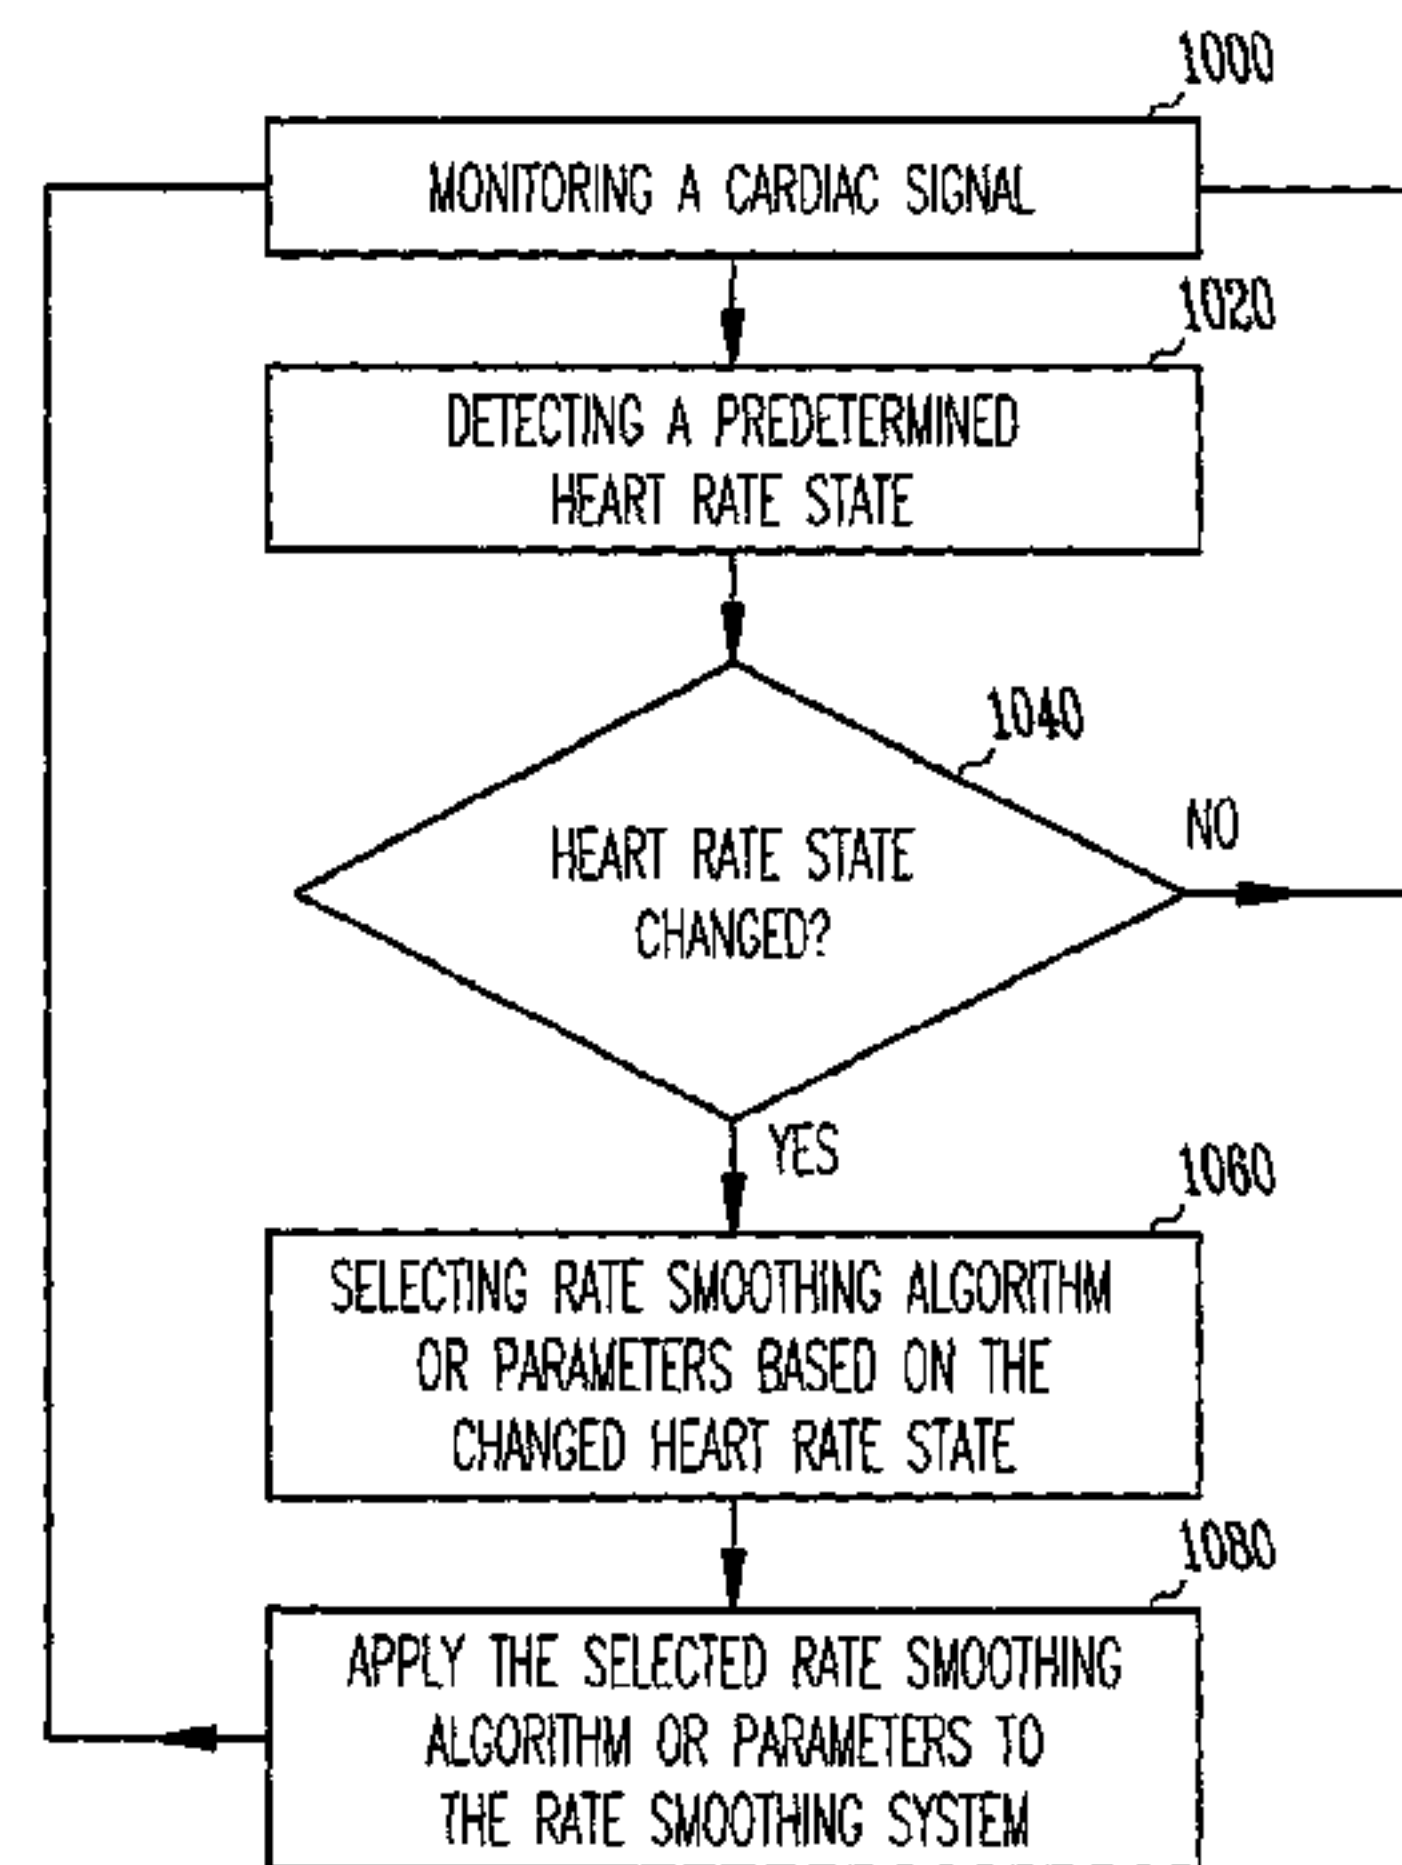 1000
MONITORING A CARDIAC SIGNAL
1020
DETECTING A PREDETERMINED
HEART RATE STATE
1040
HEART RATE STATE
CHANGED?
NO
YES
1060
SELECTING RATE SMOOTHING ALGORITHM
OR PARAMETERS BASED ON THE
CHANGED HEART RATE STATE
1080
APPLY THE SELECTED RATE SMOOTHING
ALGORITHM OR PARAMETERS TO
THE RATE SMOOTHING SYSTEM